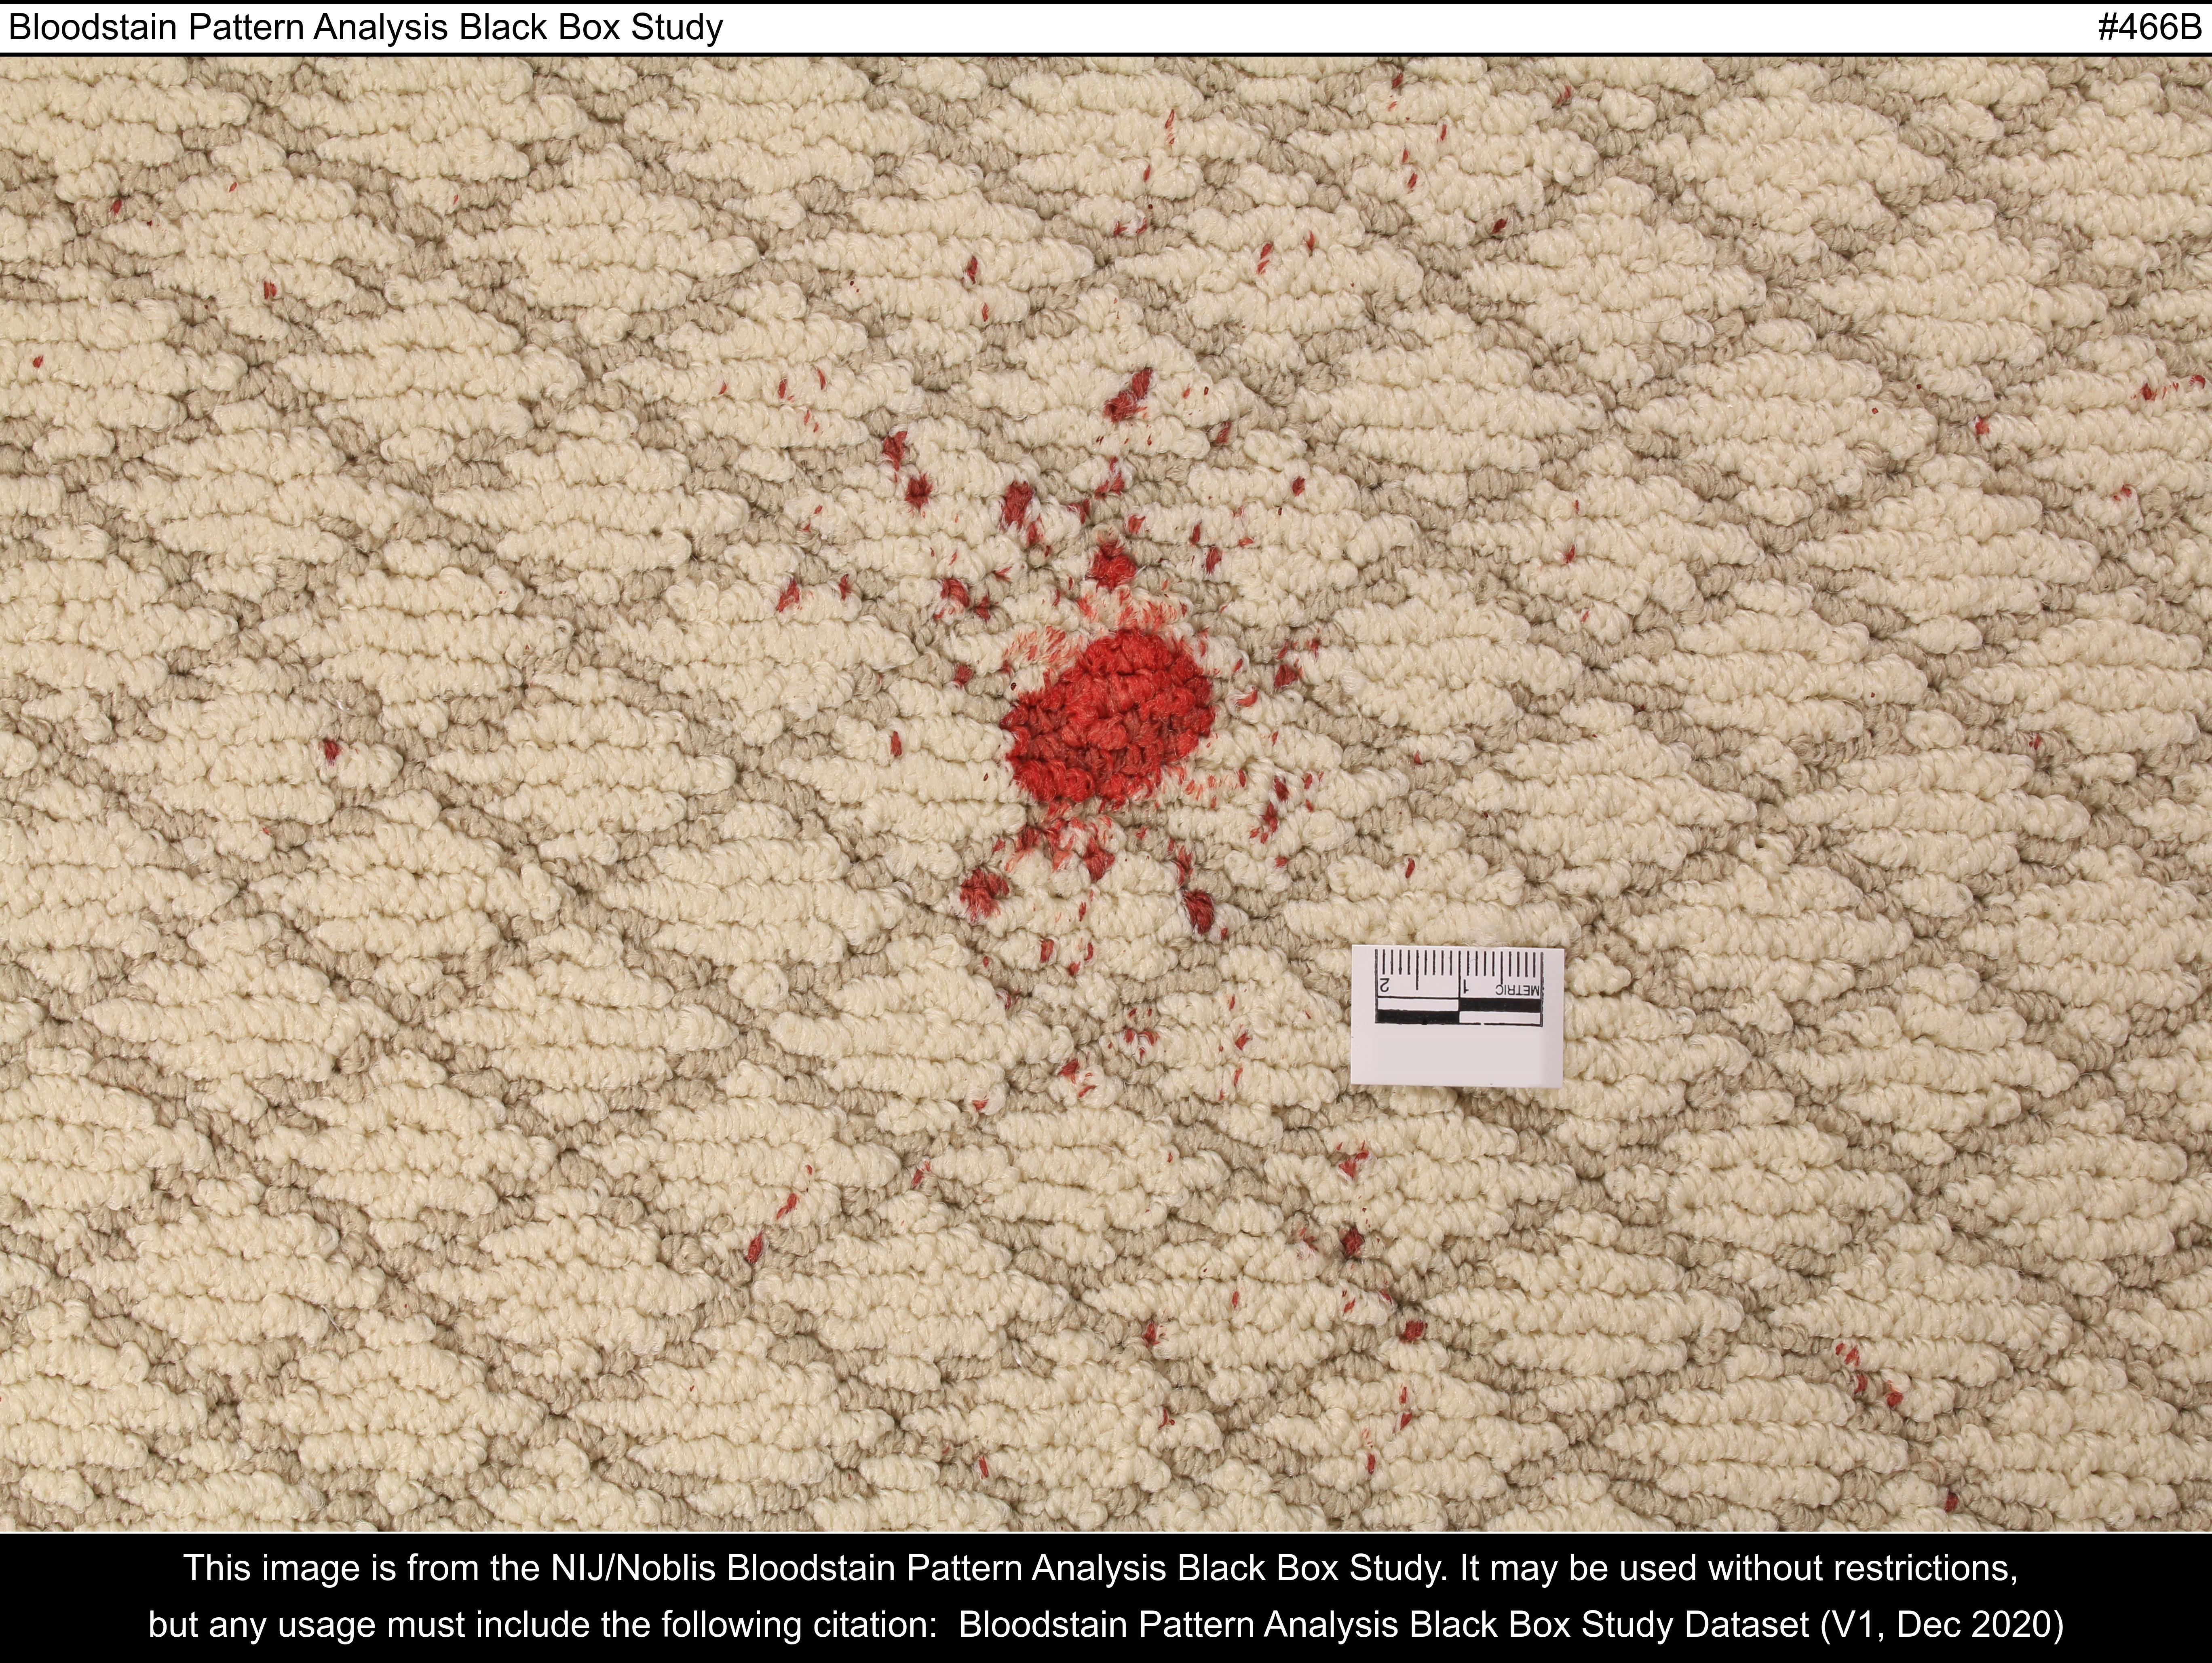 Bloodstain Pattern Analysis Black Box Study #466B
2 1 METRIC
This image is from the NIJ/Noblis Bloodstain Pattern Analysis Black Box Study. It may be used without restrictions,
but any usage must include the following citation:  Bloodstain Pattern Analysis Black Box Study Dataset (V1, Dec 2020)